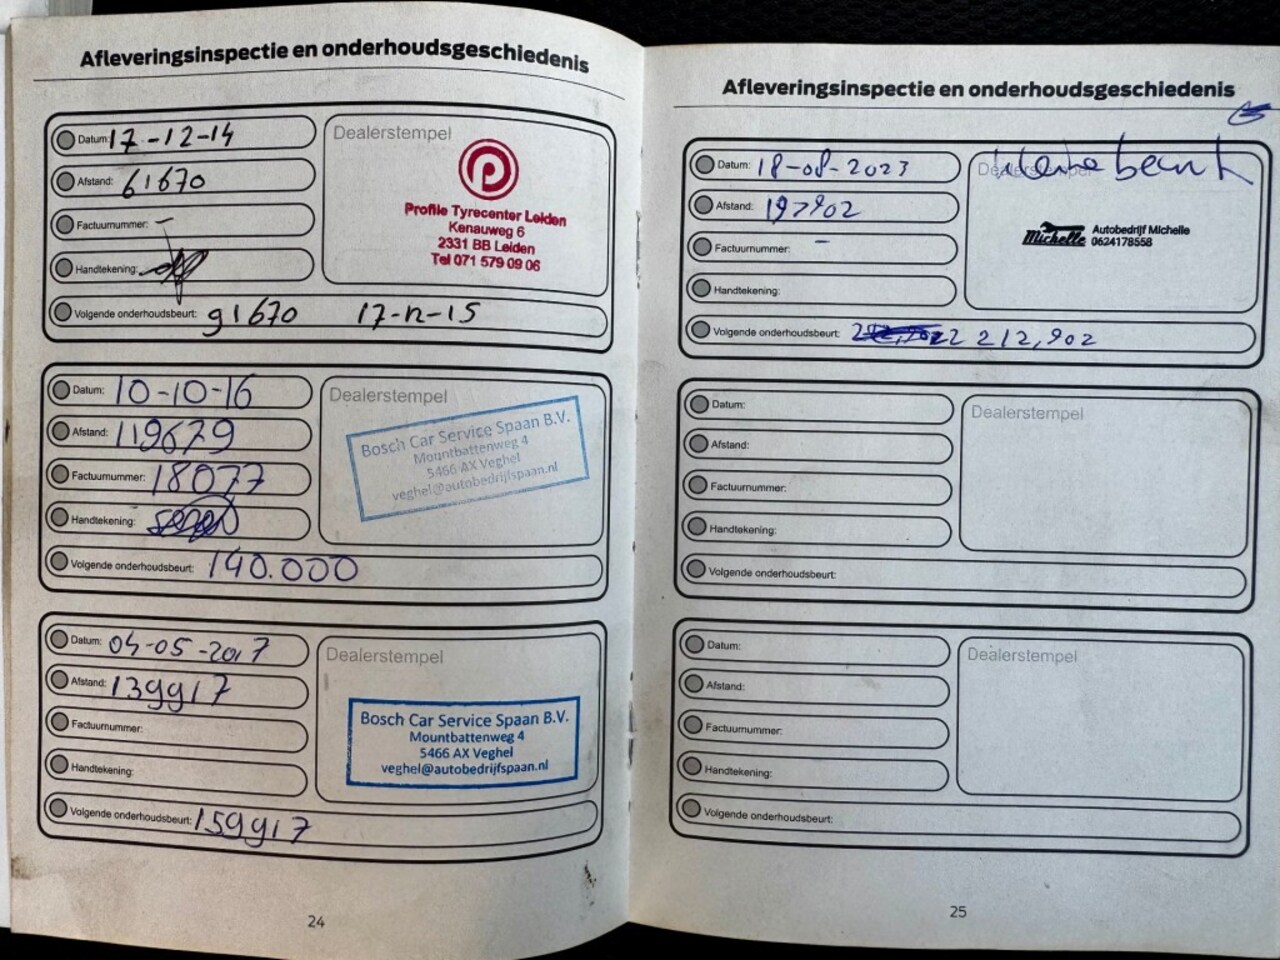 Afleveringsinspectie en onderhoudsgeschiedenis
Datum: 17-12-14
Afstand: 61670
Factuurnummer: -
Handtekening:
Volgende onderhoudsbeurt: 91670 17-12-15
Dealerstempel
Profile Tyrecenter Leiden
Kenauweg 6
2331 BB Leiden
Tel 071 579 09 06
Datum: 10-10-16
Afstand: 119679
Factuurnummer: 18077
Handtekening:
Volgende onderhoudsbeurt: 140.000
Dealerstempel
Bosch Car Service Spaan B.V.
Mountbattenweg 4
5466 AX Veghel
veghel@autobedrijfspaan.nl
Datum: 04-05-2017
Afstand: 139917
Factuurnummer:
Handtekening:
Volgende onderhoudsbeurt: 159917
Dealerstempel
Bosch Car Service Spaan B.V.
Mountbattenweg 4
5466 AX Veghel
veghel@autobedrijfspaan.nl
24
Afleveringsinspectie en onderhoudsgeschiedenis
Datum: 18-08-2023
Afstand: 197902
Factuurnummer: -
Handtekening:
Volgende onderhoudsbeurt: 212,902
Dealerstempel
Kleine beurt
Michelle
Autobedrijf Michelle
0624178558
Datum:
Afstand:
Factuurnummer:
Handtekening:
Volgende onderhoudsbeurt:
Dealerstempel
Datum:
Afstand:
Factuurnummer:
Handtekening:
Volgende onderhoudsbeurt:
Dealerstempel
25